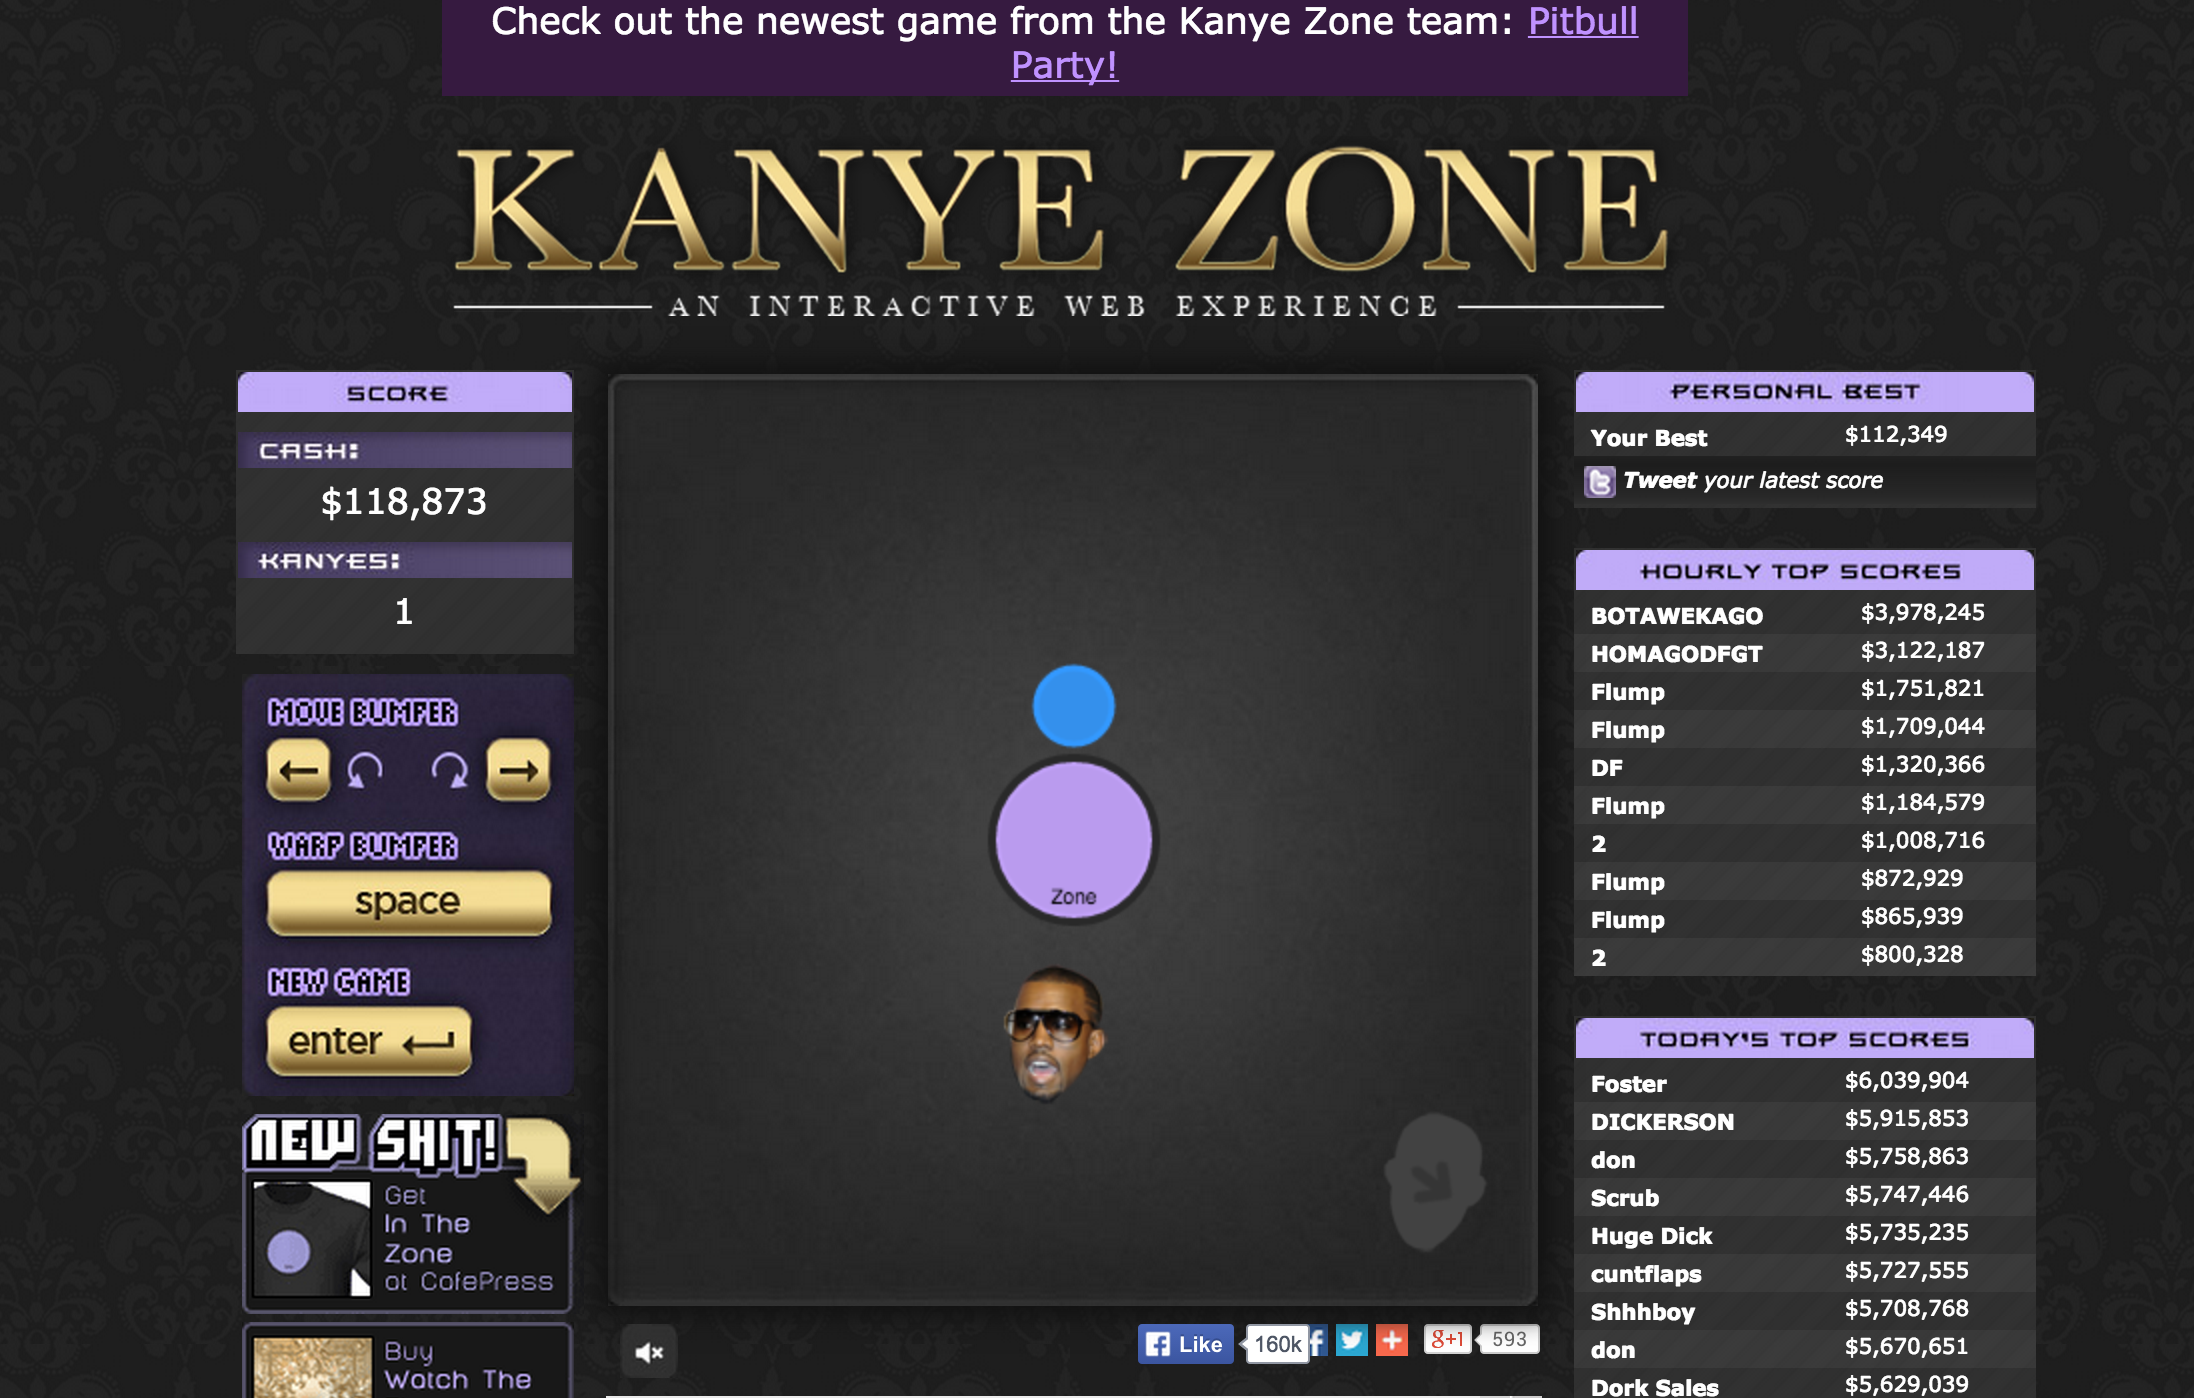 Check out the newest game from the Kanye Zone team: Pitbull
Party!
KANYE ZONE
AN INTERACTIVE WEB EXPERIENCE
SCORE
CASH:
$118,873
KANYES:
1
MOVE BUMPER
WARP BUMPER
space
NEW GAME
enter
NEW SHIT!
Get
In The
Zone
at CafePress
Buy
Watch The
Zone
Like
160k
g+1
593
PERSONAL BEST
Your Best $112,349
Tweet your latest score
HOURLY TOP SCORES
BOTAWEKAGO $3,978,245
HOMAGODFGT $3,122,187
Flump $1,751,821
Flump $1,709,044
DF $1,320,366
Flump $1,184,579
2 $1,008,716
Flump $872,929
Flump $865,939
2 $800,328
TODAY'S TOP SCORES
Foster $6,039,904
DICKERSON $5,915,853
don $5,758,863
Scrub $5,747,446
Huge Dick $5,735,235
cuntflaps $5,727,555
Shhhboy $5,708,768
don $5,670,651
Dork Sales $5,629,039